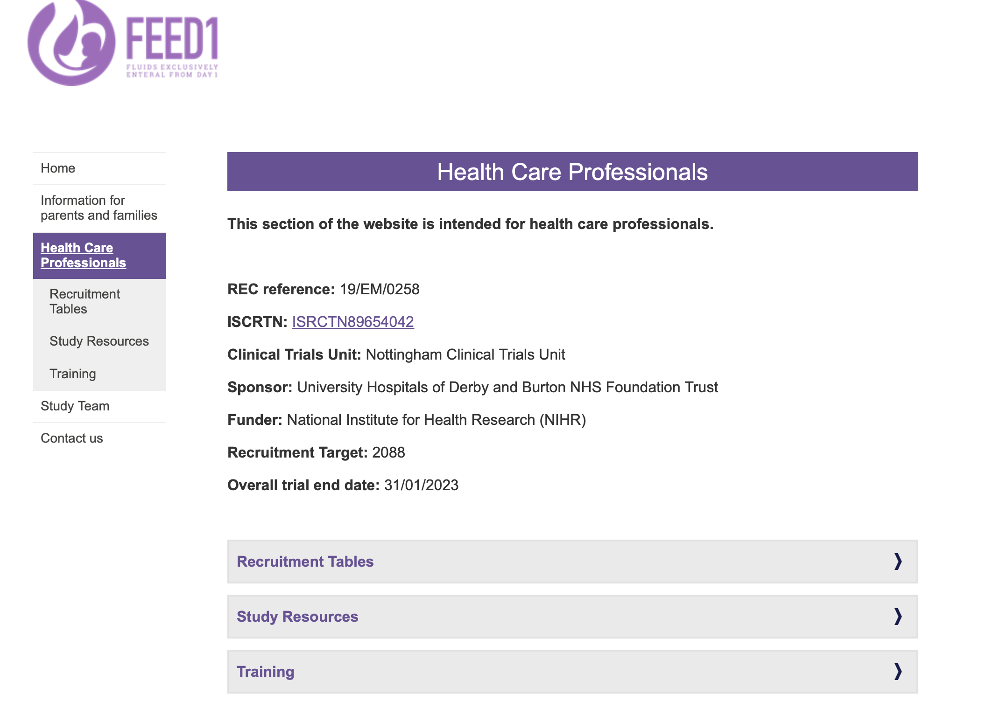 FEED1
FLUIDS EXCLUSIVELY
ENTERAL FROM DAY 1
Home
Information for
parents and families
Health Care
Professionals
Recruitment
Tables
Study Resources
Training
Study Team
Contact us
Health Care Professionals
This section of the website is intended for health care professionals.
REC reference: 19/EM/0258
ISCRTN: ISRCTN89654042
Clinical Trials Unit: Nottingham Clinical Trials Unit
Sponsor: University Hospitals of Derby and Burton NHS Foundation Trust
Funder: National Institute for Health Research (NIHR)
Recruitment Target: 2088
Overall trial end date: 31/01/2023
Recruitment Tables
Study Resources
Training